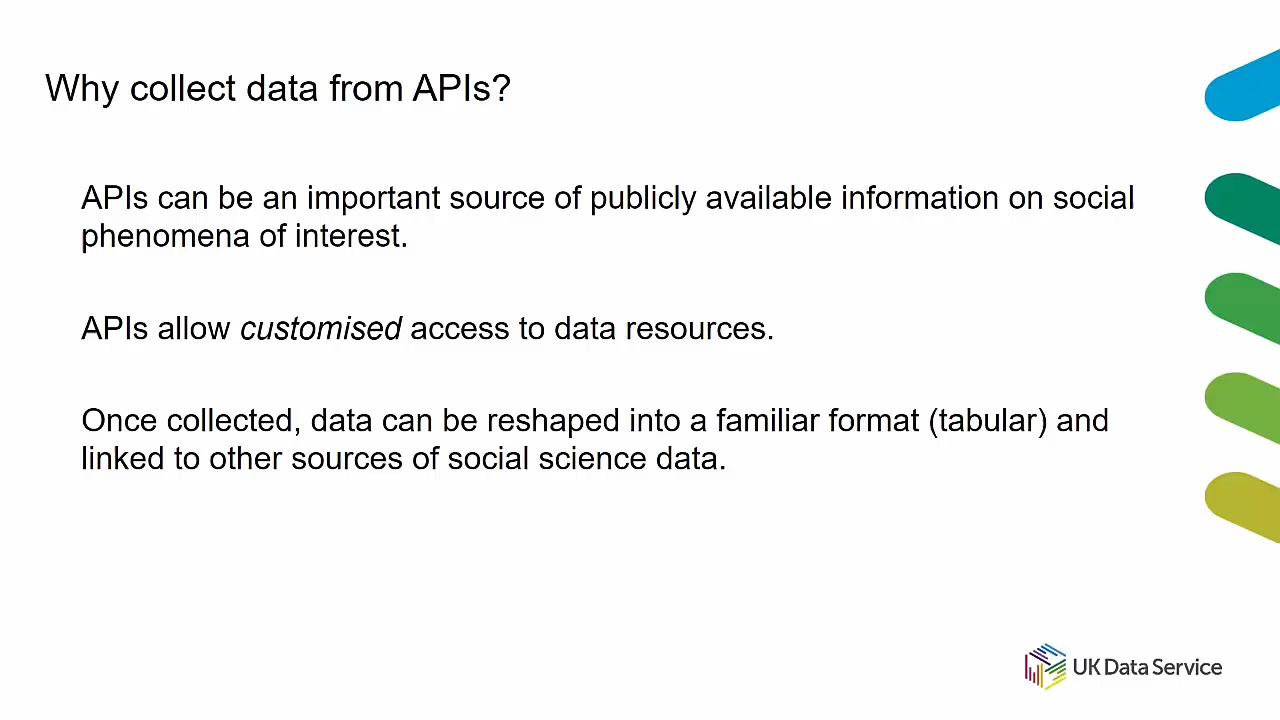 Why collect data from APIs?
APIs can be an important source of publicly available information on social
phenomena of interest.
APIs allow customised access to data resources.
Once collected, data can be reshaped into a familiar format (tabular) and
linked to other sources of social science data.
UK Data Service